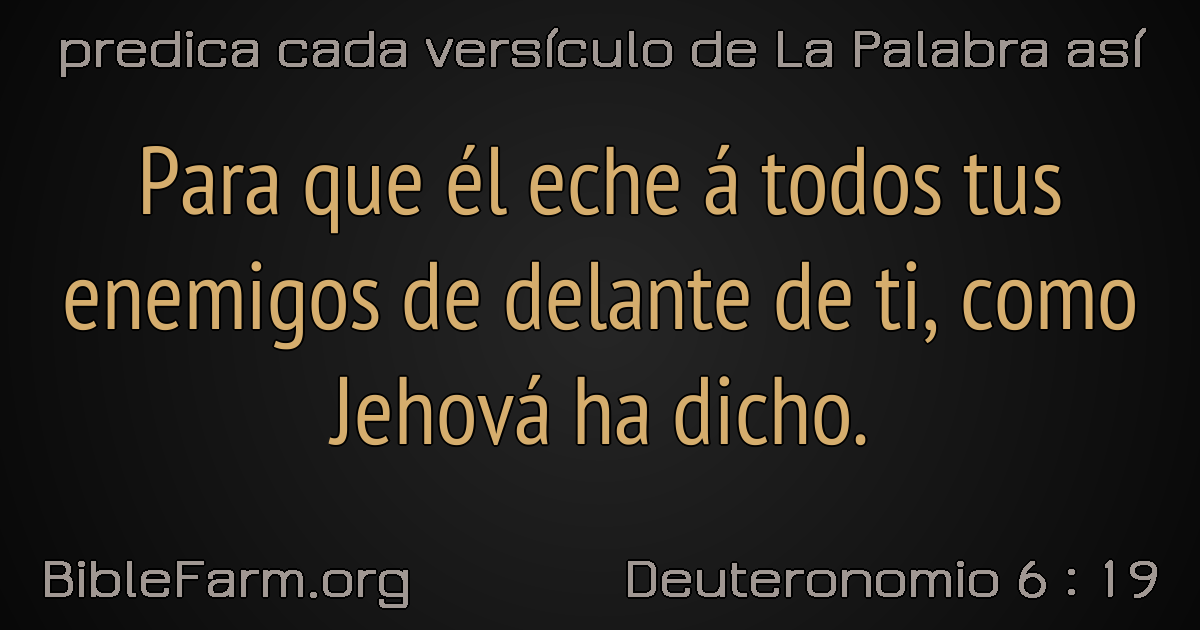 predica cada versículo de La Palabra así
Para que él eche á todos tus
enemigos de delante de ti, como
Jehová ha dicho.
BibleFarm.org
Deuteronomio 6 : 19